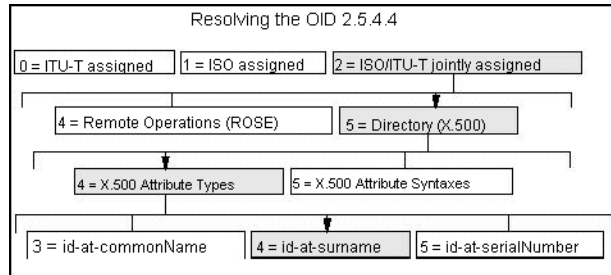 Resolving the OID 2.5.4.4
0 = ITU-T assigned
1 = ISO assigned
2 = ISO/ITU-T jointly assigned
4 = Remote Operations (ROSE)
5 = Directory (X.500)
4 = X.500 Attribute Types
5 = X.500 Attribute Syntaxes
3 = id-at-commonName
4 = id-at-surname
5 = id-at-serialNumber